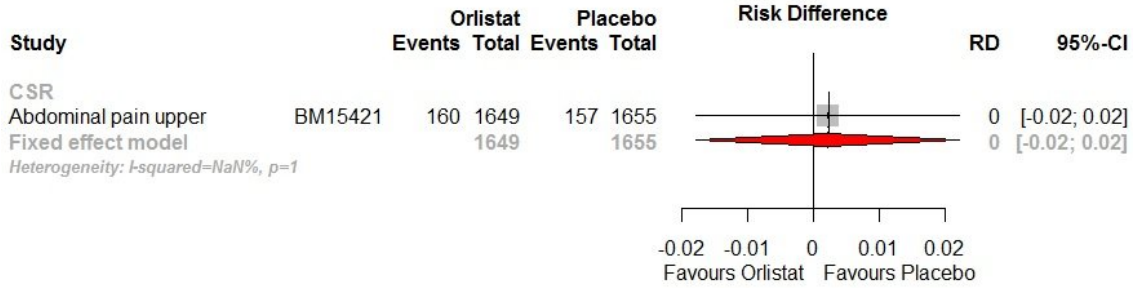 Orlistat Placebo Risk Difference
Study Events Total Events Total RD 95%-CI
CSR
Abdominal pain upper BM15421 160 1649 157 1655 0 [-0.02; 0.02]
Fixed effect model 1649 1655 0 [-0.02; 0.02]
Heterogeneity: I-squared=NaN%, p=1
-0.02 -0.01 0 0.01 0.02
Favours Orlistat Favours Placebo